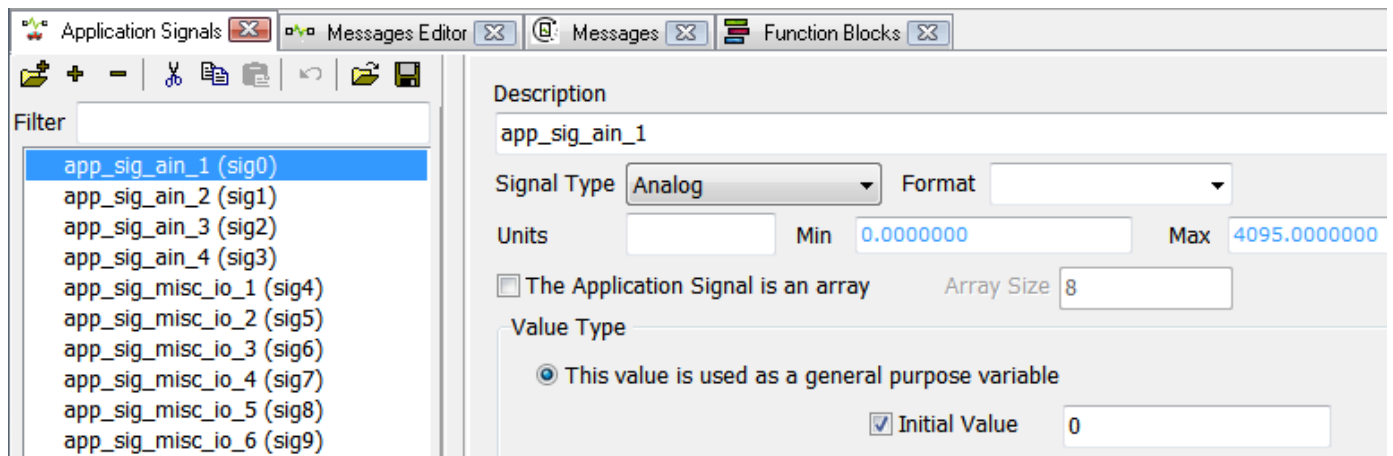 Application Signals Messages Editor Messages Function Blocks
Filter
app_sig_ain_1 (sig0)
app_sig_ain_2 (sig1)
app_sig_ain_3 (sig2)
app_sig_ain_4 (sig3)
app_sig_misc_io_1 (sig4)
app_sig_misc_io_2 (sig5)
app_sig_misc_io_3 (sig6)
app_sig_misc_io_4 (sig7)
app_sig_misc_io_5 (sig8)
app_sig_misc_io_6 (sig9)
Description
app_sig_ain_1
Signal Type Analog Format
Units Min 0.0000000 Max 4095.0000000
The Application Signal is an array Array Size 8
Value Type
This value is used as a general purpose variable
Initial Value 0